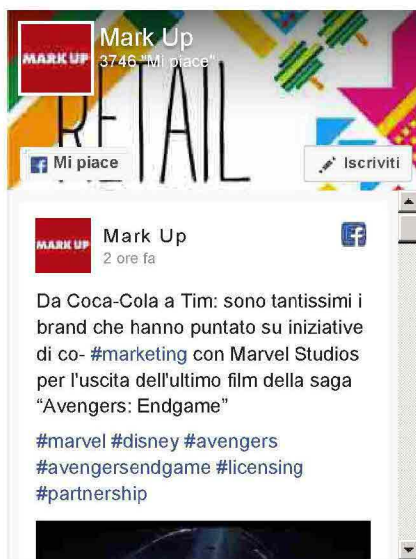 MARK UP
Mark Up
3746 "Mi piace"
RETAIL
Mi piace
Iscriviti
MARK UP
Mark Up
2 ore fa
Da Coca-Cola a Tim: sono tantissimi i
brand che hanno puntato su iniziative
di co- #marketing con Marvel Studios
per l'uscita dell'ultimo film della saga
“Avengers: Endgame”
#marvel #disney #avengers
#avengersendgame #licensing
#partnership